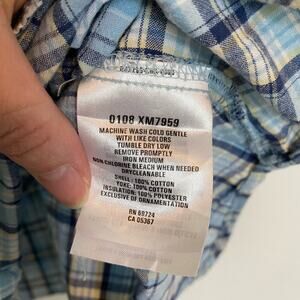 0108 XM7959
MACHINE WASH COLD GENTLE
WITH LIKE COLORS
TUMBLE DRY LOW
REMOVE PROMPTLY
IRON MEDIUM
NON CHLORINE BLEACH WHEN NEEDED
DRYCLEANABLE
SHELL: 100% COTTON
YOKE: 100% COTTON
INSULATION: 100% POLYESTER
EXCLUSIVE OF ORNAMENTATION
RN 69724
CA 05367